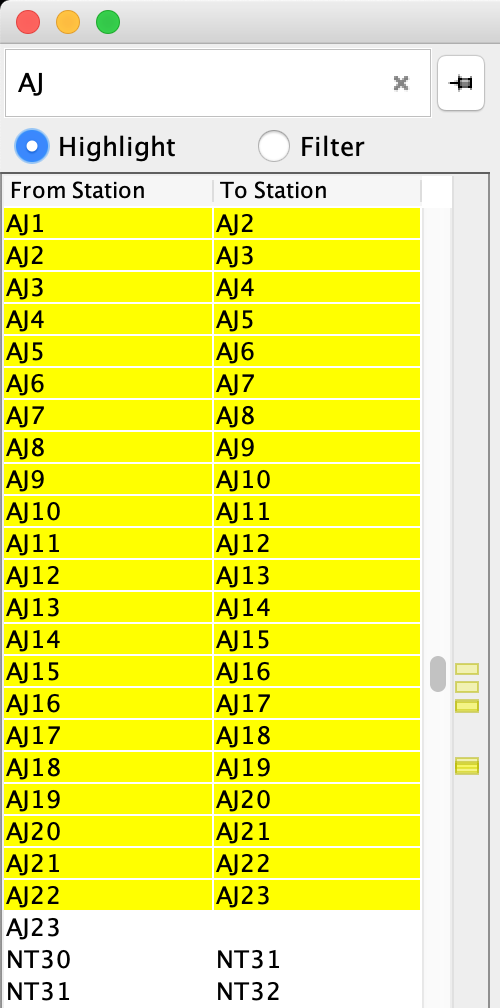 AJ
Highlight Filter
From Station To Station
AJ1 AJ2
AJ2 AJ3
AJ3 AJ4
AJ4 AJ5
AJ5 AJ6
AJ6 AJ7
AJ7 AJ8
AJ8 AJ9
AJ9 AJ10
AJ10 AJ11
AJ11 AJ12
AJ12 AJ13
AJ13 AJ14
AJ14 AJ15
AJ15 AJ16
AJ16 AJ17
AJ17 AJ18
AJ18 AJ19
AJ19 AJ20
AJ20 AJ21
AJ21 AJ22
AJ22 AJ23
AJ23
NT30 NT31
NT31 NT32